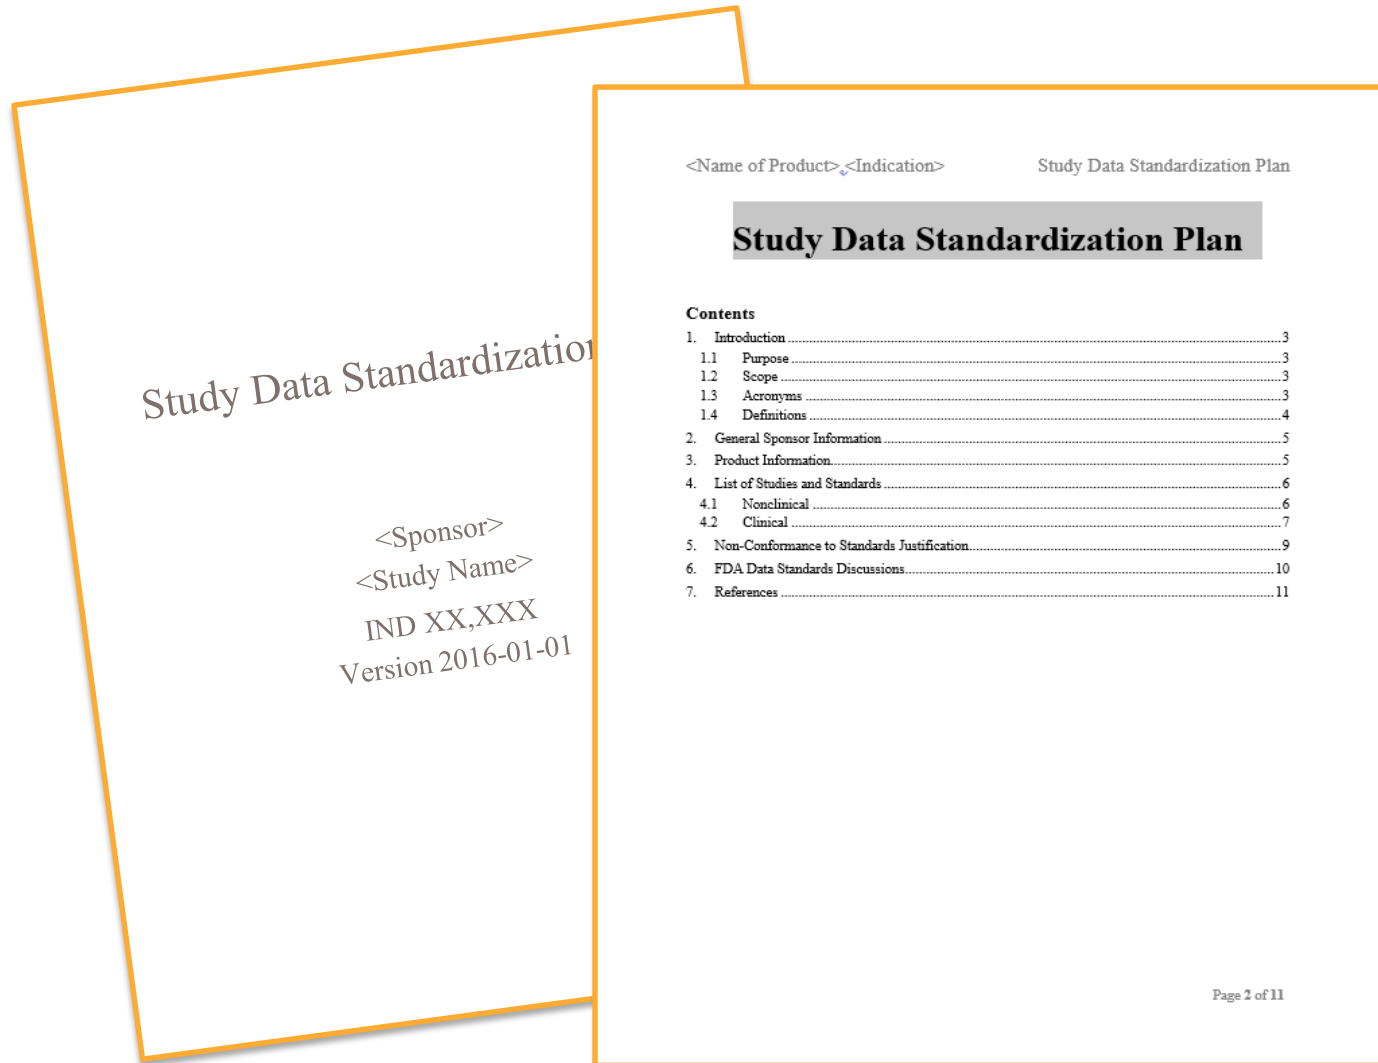 Study Data Standardization
<Sponsor>
<Study Name>
IND XX,XXX
Version 2016-01-01
<Name of Product> <Indication> Study Data Standardization Plan
Study Data Standardization Plan
Contents
1. Introduction 3
1.1 Purpose 3
1.2 Scope 3
1.3 Acronyms 3
1.4 Definitions 4
2. General Sponsor Information 5
3. Product Information 5
4. List of Studies and Standards 6
4.1 Nonclinical 6
4.2 Clinical 7
5. Non-Conformance to Standards Justification 9
6. FDA Data Standards Discussions 10
7. References 11
Page 2 of 11